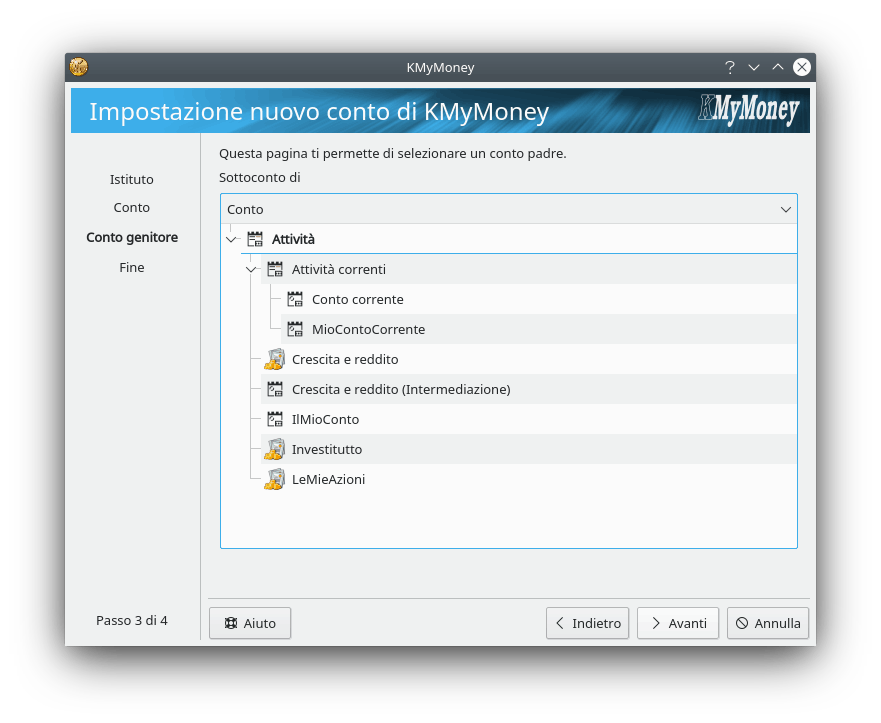 KMyMoney
Impostazione nuovo conto di KMyMoney
KMyMoney
Istituto
Conto
Conto genitore
Fine
Passo 3 di 4
Questa pagina ti permette di selezionare un conto padre.
Sottoconto di
Conto
Attività
Attività correnti
Conto corrente
MioContoCorrente
Crescita e reddito
Crescita e reddito (Intermediazione)
IlMioConto
Investitutto
LeMieAzioni
Aiuto
Indietro
Avanti
Annulla